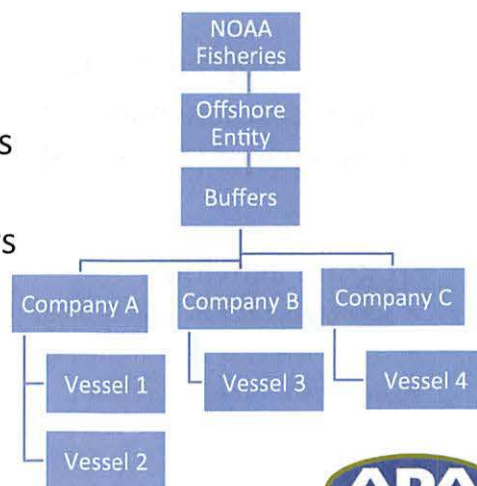 NOAA
Fisheries
Offshore
Entity
Buffers
Company A
Company B
Company C
Vessel 1
Vessel 3
Vessel 4
Vessel 2